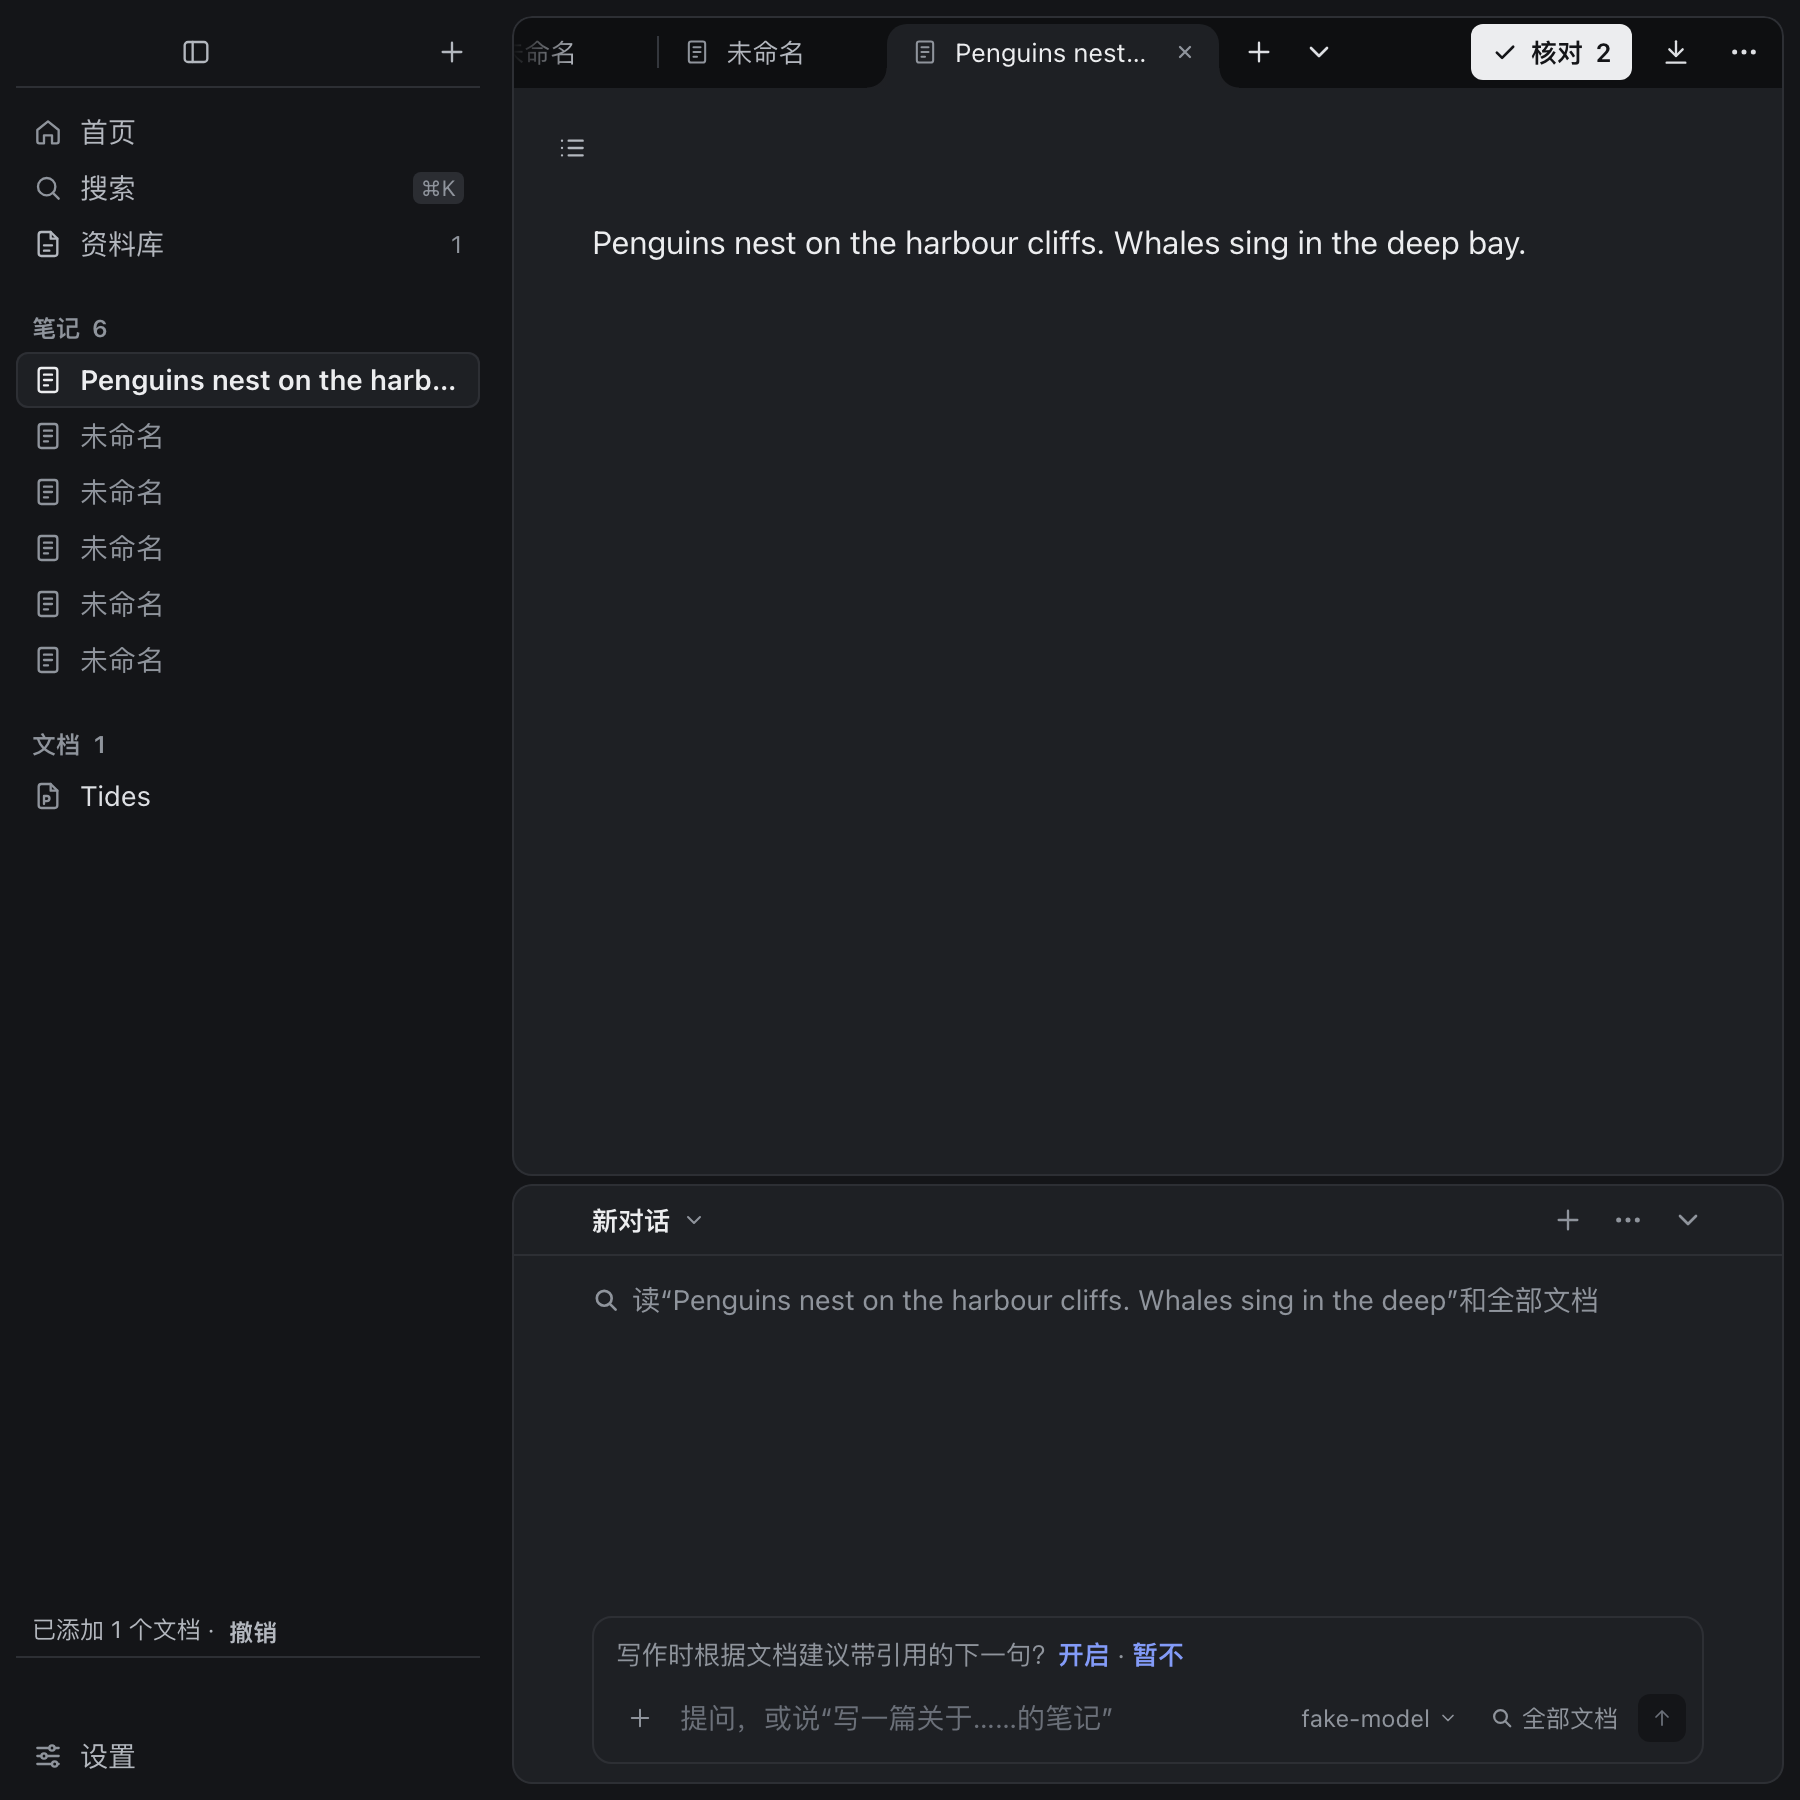 首页
搜索 ⌘K
资料库 1
笔记 6
Penguins nest on the harb...
未命名
未命名
未命名
未命名
未命名
文档 1
Tides
已添加 1 个文档 · 撤销
设置
未命名 未命名 Penguins nest... 核对 2
Penguins nest on the harbour cliffs. Whales sing in the deep bay.
新对话
读“Penguins nest on the harbour cliffs. Whales sing in the deep”和全部文档
写作时根据文档建议带引用的下一句? 开启 · 暂不
提问，或说“写一篇关于……的笔记”
fake-model 全部文档